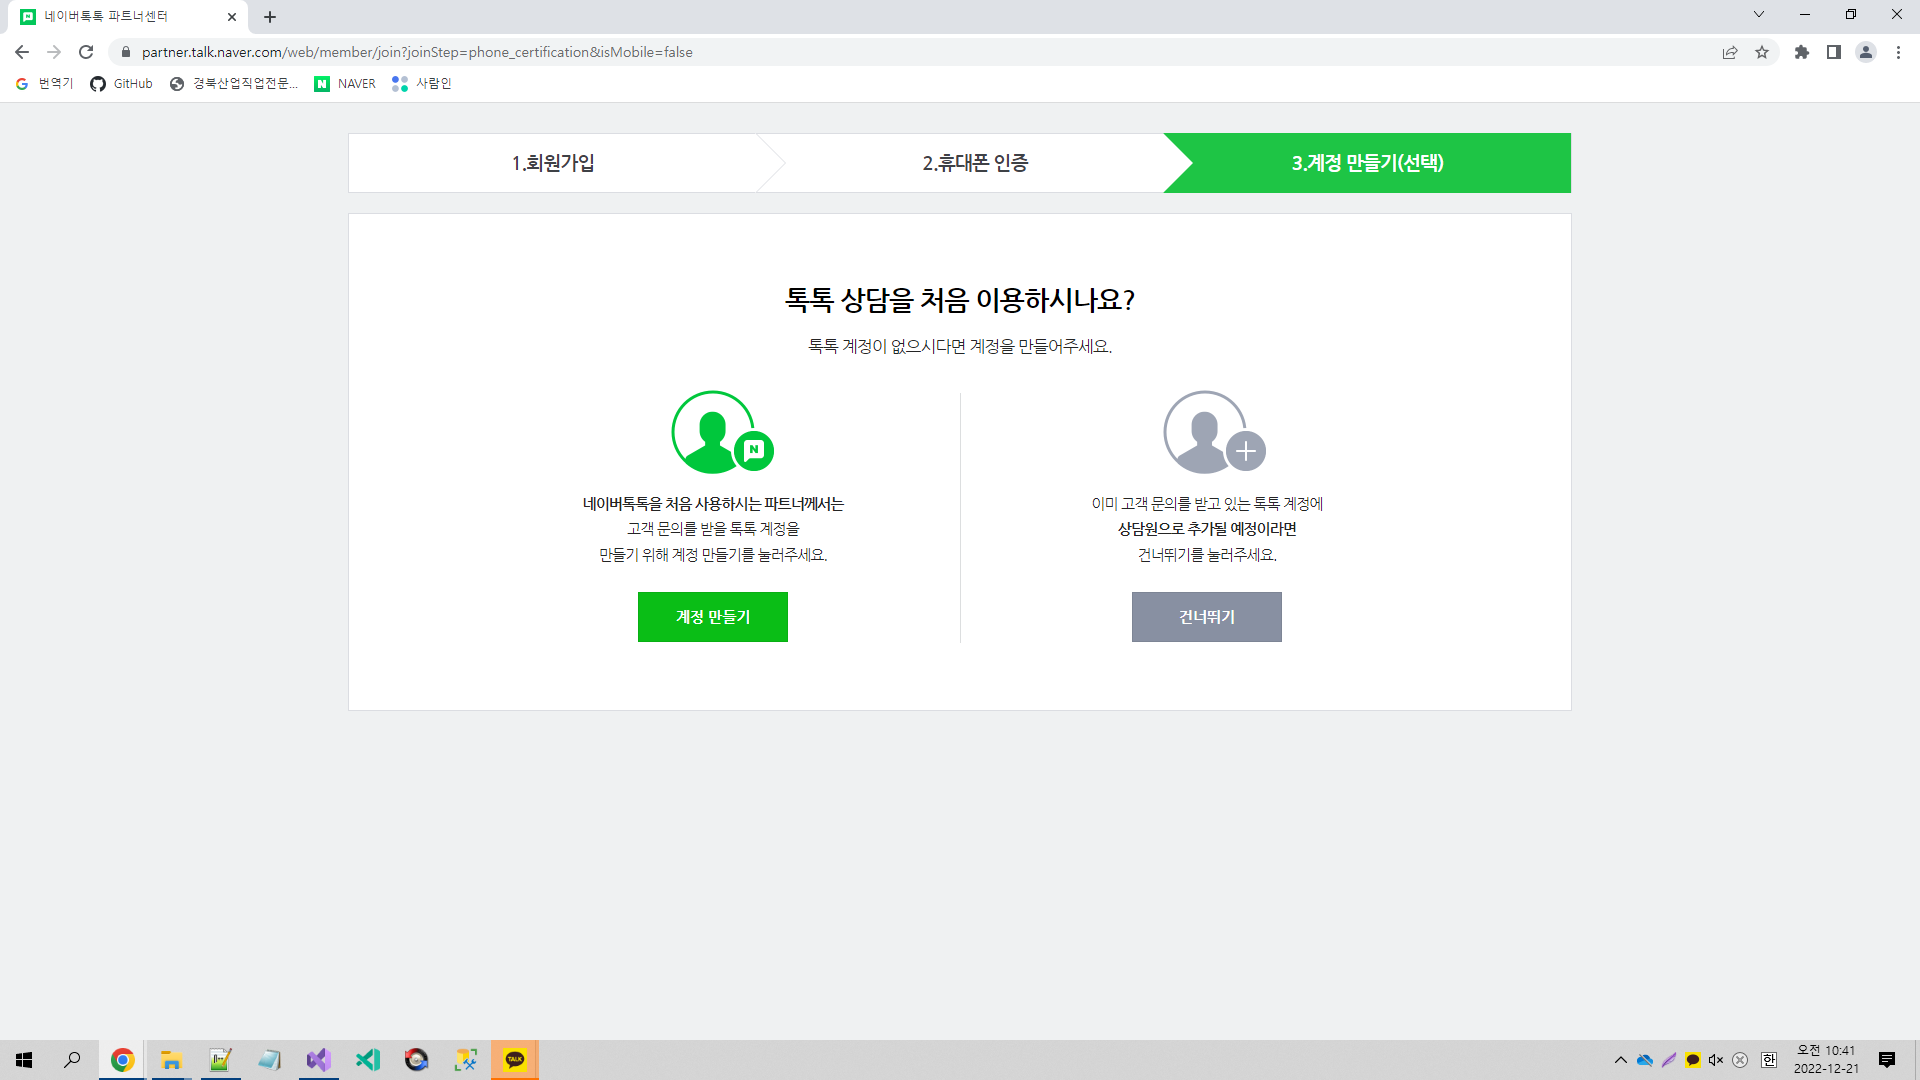 네이버톡톡 파트너센터
partner.talk.naver.com/web/member/join?joinStep=phone_certification&isMobile=false
번역기
GitHub
경북산업직업전문...
NAVER
사람인
1.회원가입
2.휴대폰 인증
3.계정 만들기(선택)
톡톡 상담을 처음 이용하시나요?
톡톡 계정이 없으시다면 계정을 만들어주세요.
네이버톡톡을 처음 사용하시는 파트너께서는
고객 문의를 받을 톡톡 계정을
만들기 위해 계정 만들기를 눌러주세요.
계정 만들기
이미 고객 문의를 받고 있는 톡톡 계정에
상담원으로 추가될 예정이라면
건너뛰기를 눌러주세요.
건너뛰기
TALK
한
오전 10:41
2022-12-21